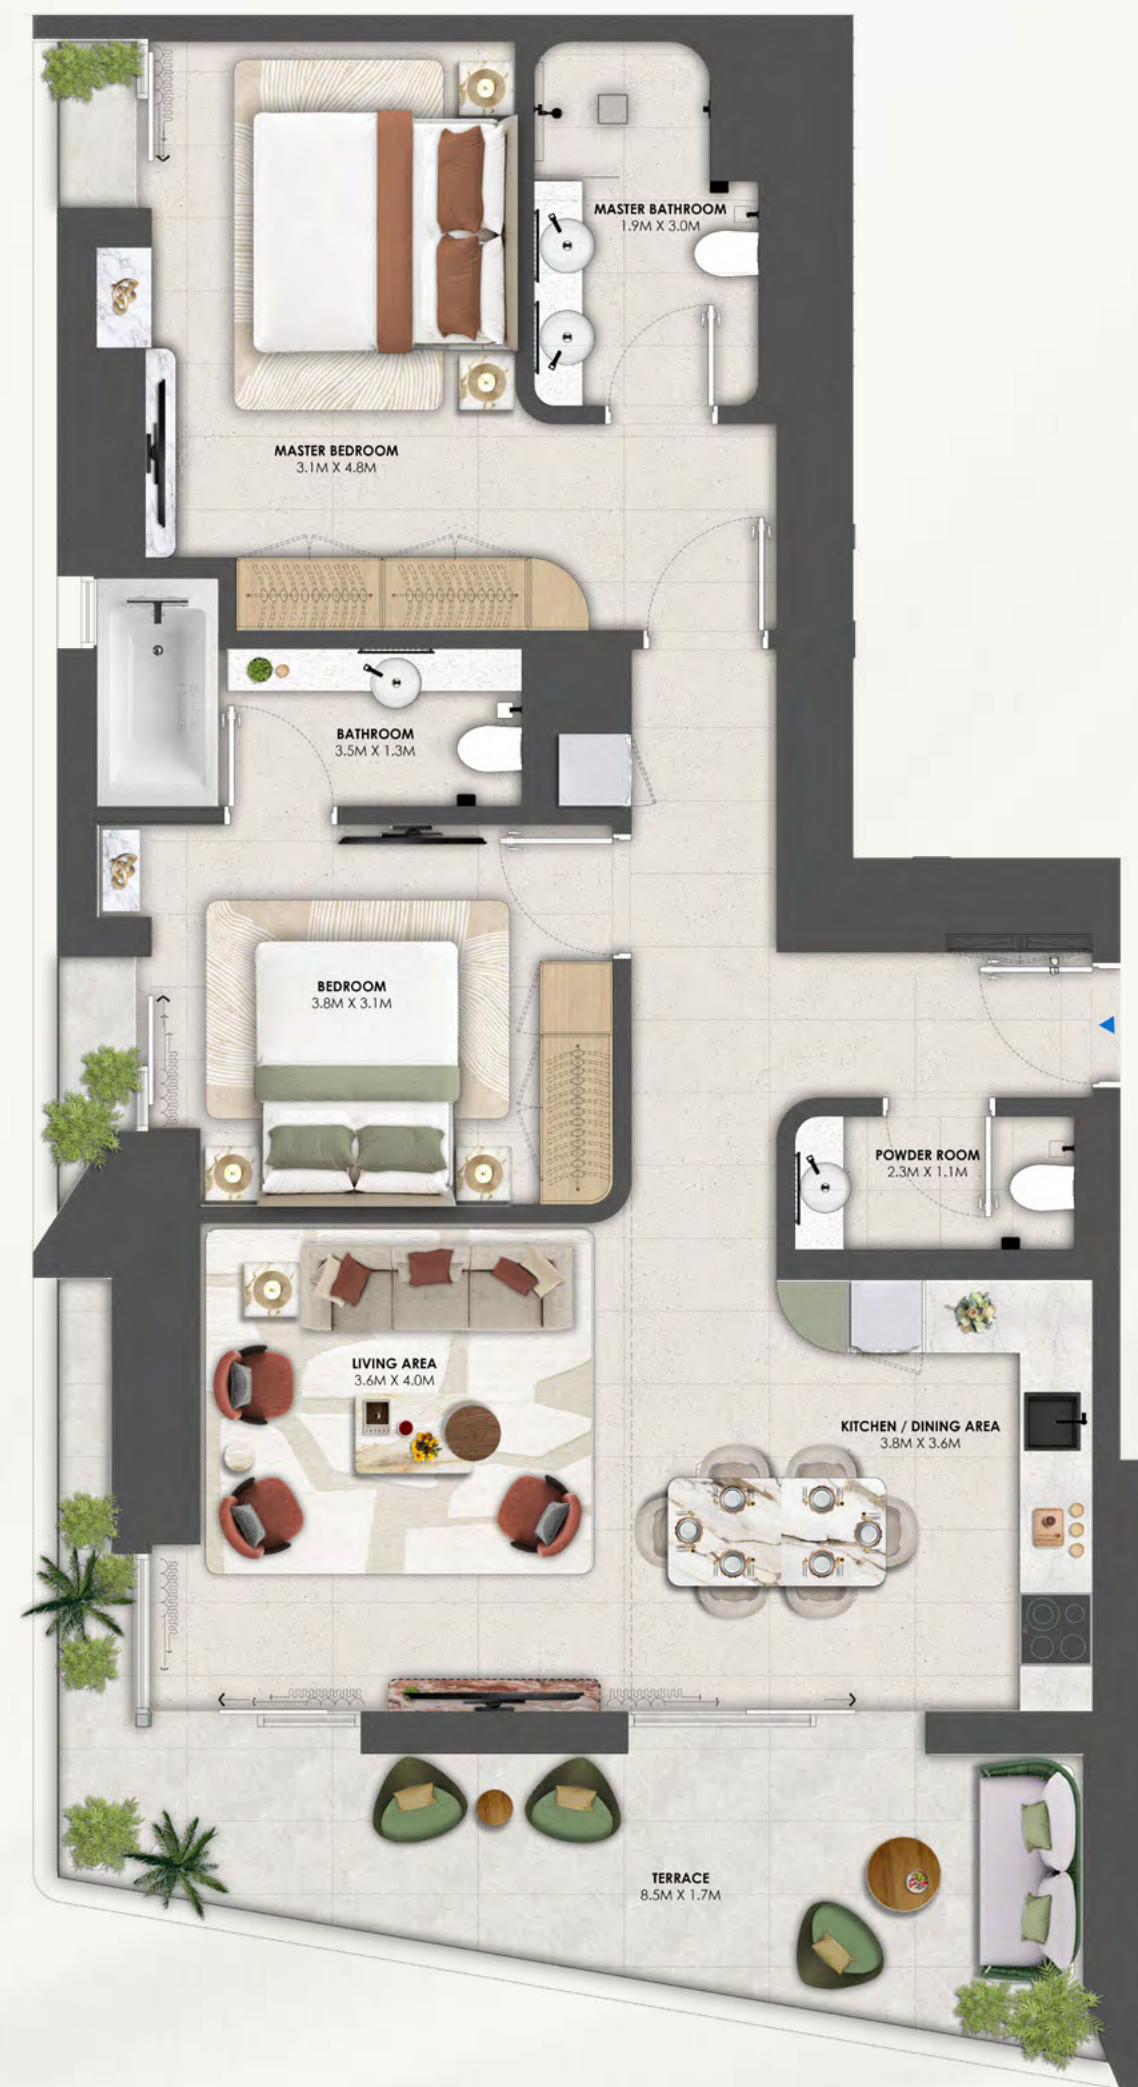 MASTER BATHROOM
1.9M X 3.0M
MASTER BEDROOM
3.1M X 4.8M
BATHROOM
3.5M X 1.3M
BEDROOM
3.8M X 3.1M
POWDER ROOM
2.3M X 1.1M
LIVING AREA
3.6M X 4.0M
KITCHEN / DINING AREA
3.8M X 3.6M
TERRACE
8.5M X 1.7M